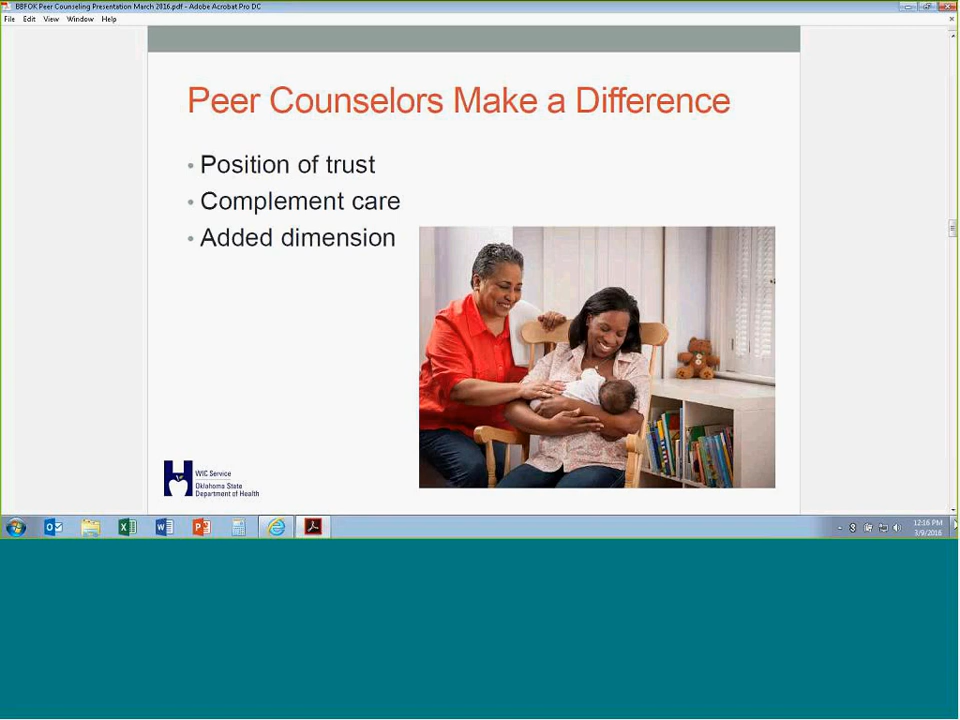 BBFOK Peer Counseling Presentation March 2016.pdf - Adobe Acrobat Pro DC
File Edit View Window Help
Peer Counselors Make a Difference
• Position of trust
• Complement care
• Added dimension
WIC Service
Oklahoma State
Department of Health
12:16 PM
3/9/2016